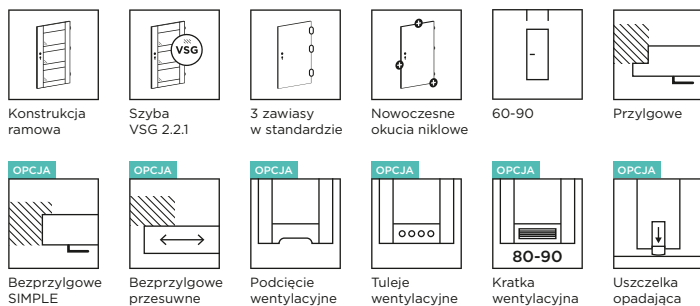 VSG
Konstrukcja
ramowa
Szyba
VSG 2.2.1
3 zawiasy
w standardzie
Nowoczesne
okucia niklowe
60-90
Przylgowe
OPCJA
Bezprzylgowe
SIMPLE
OPCJA
Bezprzylgowe
przesuwne
OPCJA
Podcięcie
wentylacyjne
OPCJA
Tuleje
wentylacyjne
OPCJA
80-90
Kratka
wentylacyjna
OPCJA
Uszczelka
opadająca